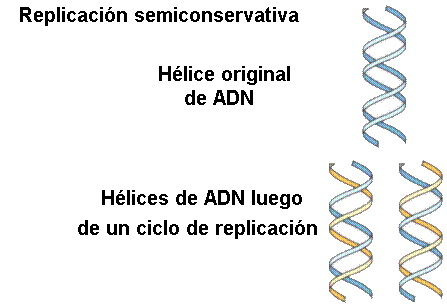 Replicación semiconservativa
Hélice original
de ADN
Hélices de ADN luego
de un ciclo de replicación